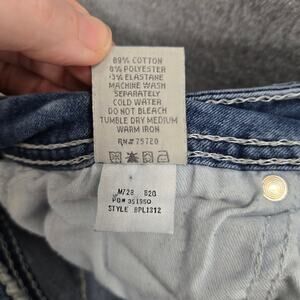 89% COTTON
8% POLYESTER
3% ELASTANE
MACHINE WASH
SEPARATELY
COLD WATER
DO NOT BLEACH
TUMBLE DRY MEDIUM
WARM IRON
RN# 75720
M/28 B20
PO# 351950
STYLE BPL1312